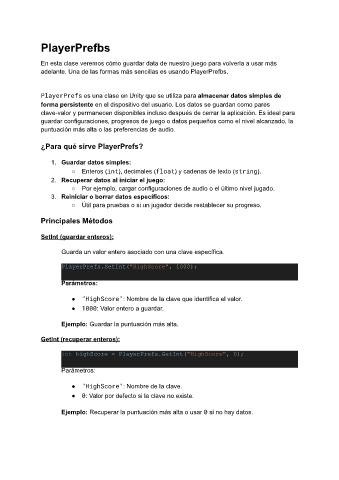 PlayerPrefbs
En esta clase veremos cómo guardar data de nuestro juego para volverla a usar más
adelante. Una de las formas más sencillas es usando PlayerPrefs.
PlayerPrefs es una clase en Unity que se utiliza para almacenar datos simples de
forma persistente en el dispositivo del usuario. Los datos se guardan como pares
clave-valor y permanecen disponibles incluso después de cerrar la aplicación. Es ideal para
guardar configuraciones, progresos de juego o datos pequeños como el nivel alcanzado, la
puntuación más alta o las preferencias de audio.
¿Para qué sirve PlayerPrefs?
1. Guardar datos simples:
○ Enteros (int), decimales (float) y cadenas de texto (string).
2. Recuperar datos al iniciar el juego:
○ Por ejemplo, cargar configuraciones de audio o el último nivel jugado.
3. Reiniciar o borrar datos específicos:
○ Útil para pruebas o si un jugador decide restablecer su progreso.
Principales Métodos
SetInt (guardar enteros):
Guarda un valor entero asociado con una clave específica.
PlayerPrefs.SetInt("HighScore", 1000);
Parámetros:
● "HighScore": Nombre de la clave que identifica el valor.
● 1000: Valor entero a guardar.
Ejemplo: Guardar la puntuación más alta.
GetInt (recuperar enteros):
int highScore = PlayerPrefs.GetInt("HighScore", 0);
Parámetros:
● "HighScore": Nombre de la clave.
● 0: Valor por defecto si la clave no existe.
Ejemplo: Recuperar la puntuación más alta o usar 0 si no hay datos.